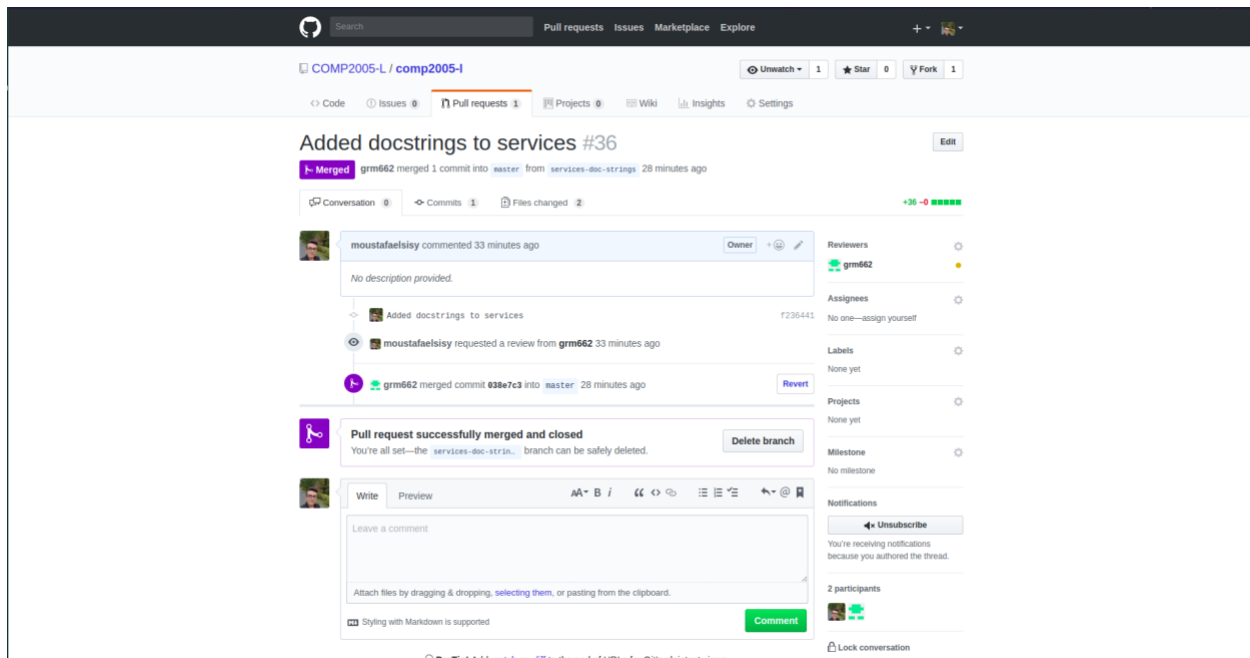 Search Pull requests Issues Marketplace Explore
COMP2005-L / comp2005-l Unwatch 1 Star 0 Fork 1
Code Issues 0 Pull requests 1 Projects 0 Wiki Insights Settings
Added docstrings to services #36 Edit
Merged grm662 merged 1 commit into master from services-doc-strings 28 minutes ago
Conversation 0 Commits 1 Files changed 2 +36 −0
moustafaelsisy commented 33 minutes ago Owner
No description provided.
Added docstrings to services f236441
moustafaelsisy requested a review from grm662 33 minutes ago
grm662 merged commit 038e7c3 into master 28 minutes ago Revert
Pull request successfully merged and closed
You're all set—the services-doc-strin… branch can be safely deleted.
Delete branch
Write Preview AA B i
Leave a comment
Attach files by dragging & dropping, selecting them, or pasting from the clipboard.
Styling with Markdown is supported
Comment
Reviewers
grm662
Assignees
No one—assign yourself
Labels
None yet
Projects
None yet
Milestone
No milestone
Notifications
Unsubscribe
You're receiving notifications
because you authored the thread.
2 participants
Lock conversation